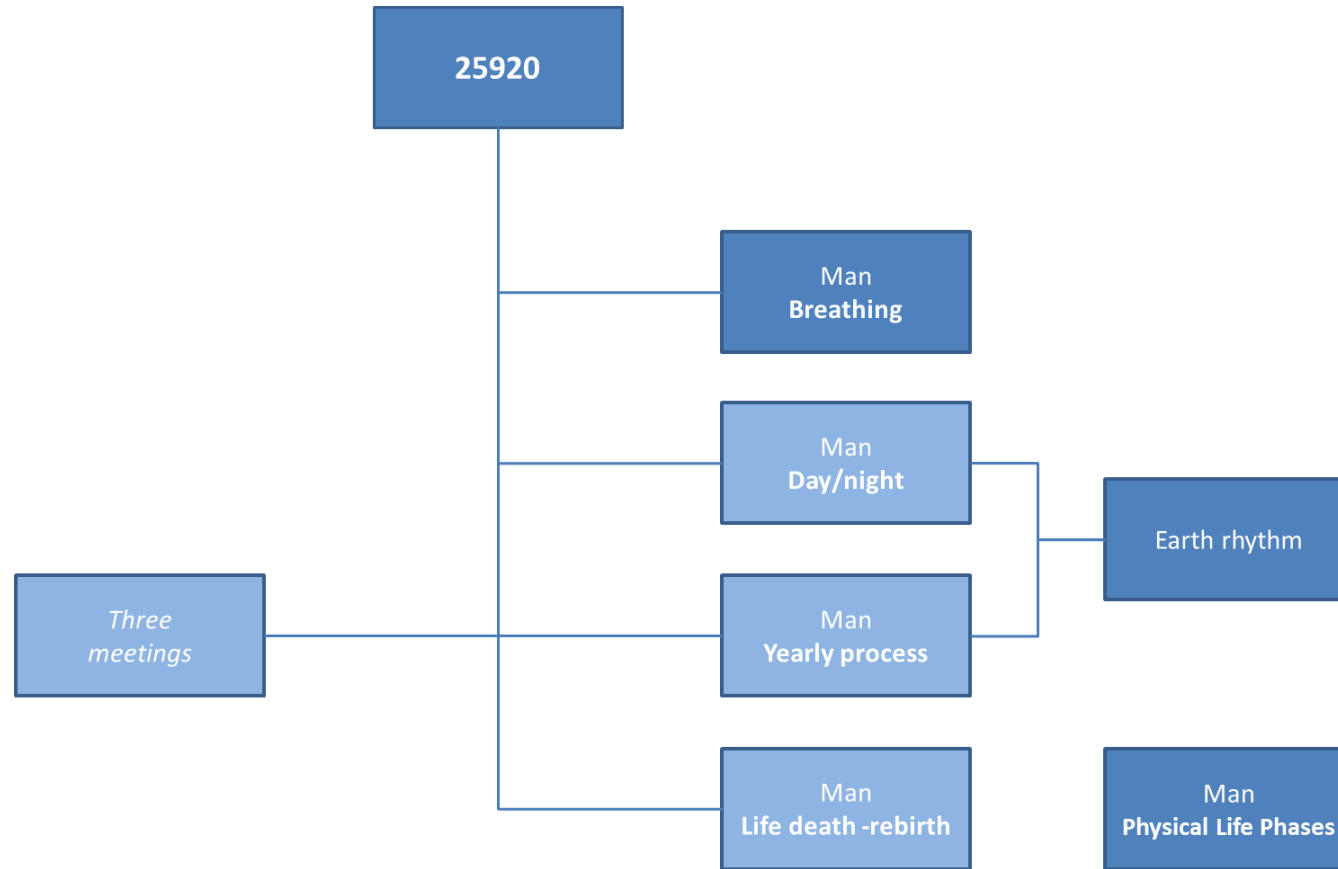 25920
Man
Breathing
Man
Day/night
Earth rhythm
Three
meetings
Man
Yearly process
Man
Life death -rebirth
Man
Physical Life Phases